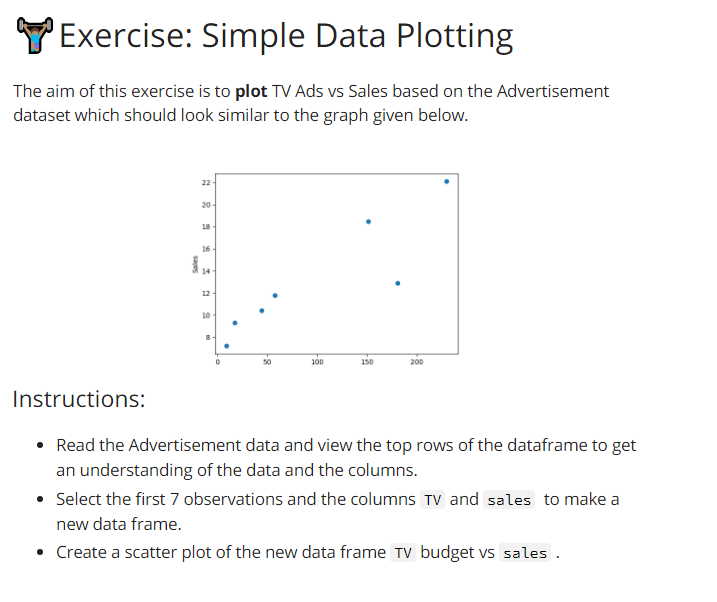 Exercise: Simple Data Plotting
The aim of this exercise is to plot TV Ads vs Sales based on the Advertisement
dataset which should look similar to the graph given below.
22
20
18
16
Sales
14
12
10
8
0 50 100 150 200
Instructions:
• Read the Advertisement data and view the top rows of the dataframe to get
an understanding of the data and the columns.
• Select the first 7 observations and the columns TV and sales to make a
new data frame.
• Create a scatter plot of the new data frame TV budget vs sales .